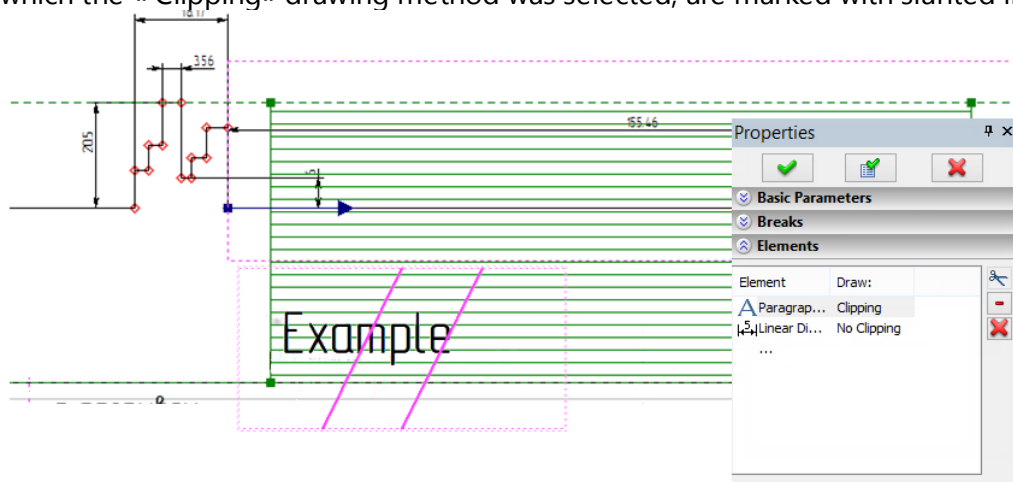 which the « Clipping» drawing method was selected, are marked with slanted li
356
155.46
205
5
Example
Properties
Basic Parameters
Breaks
Elements
Element Draw:
Paragrap... Clipping
Linear Di... No Clipping
...